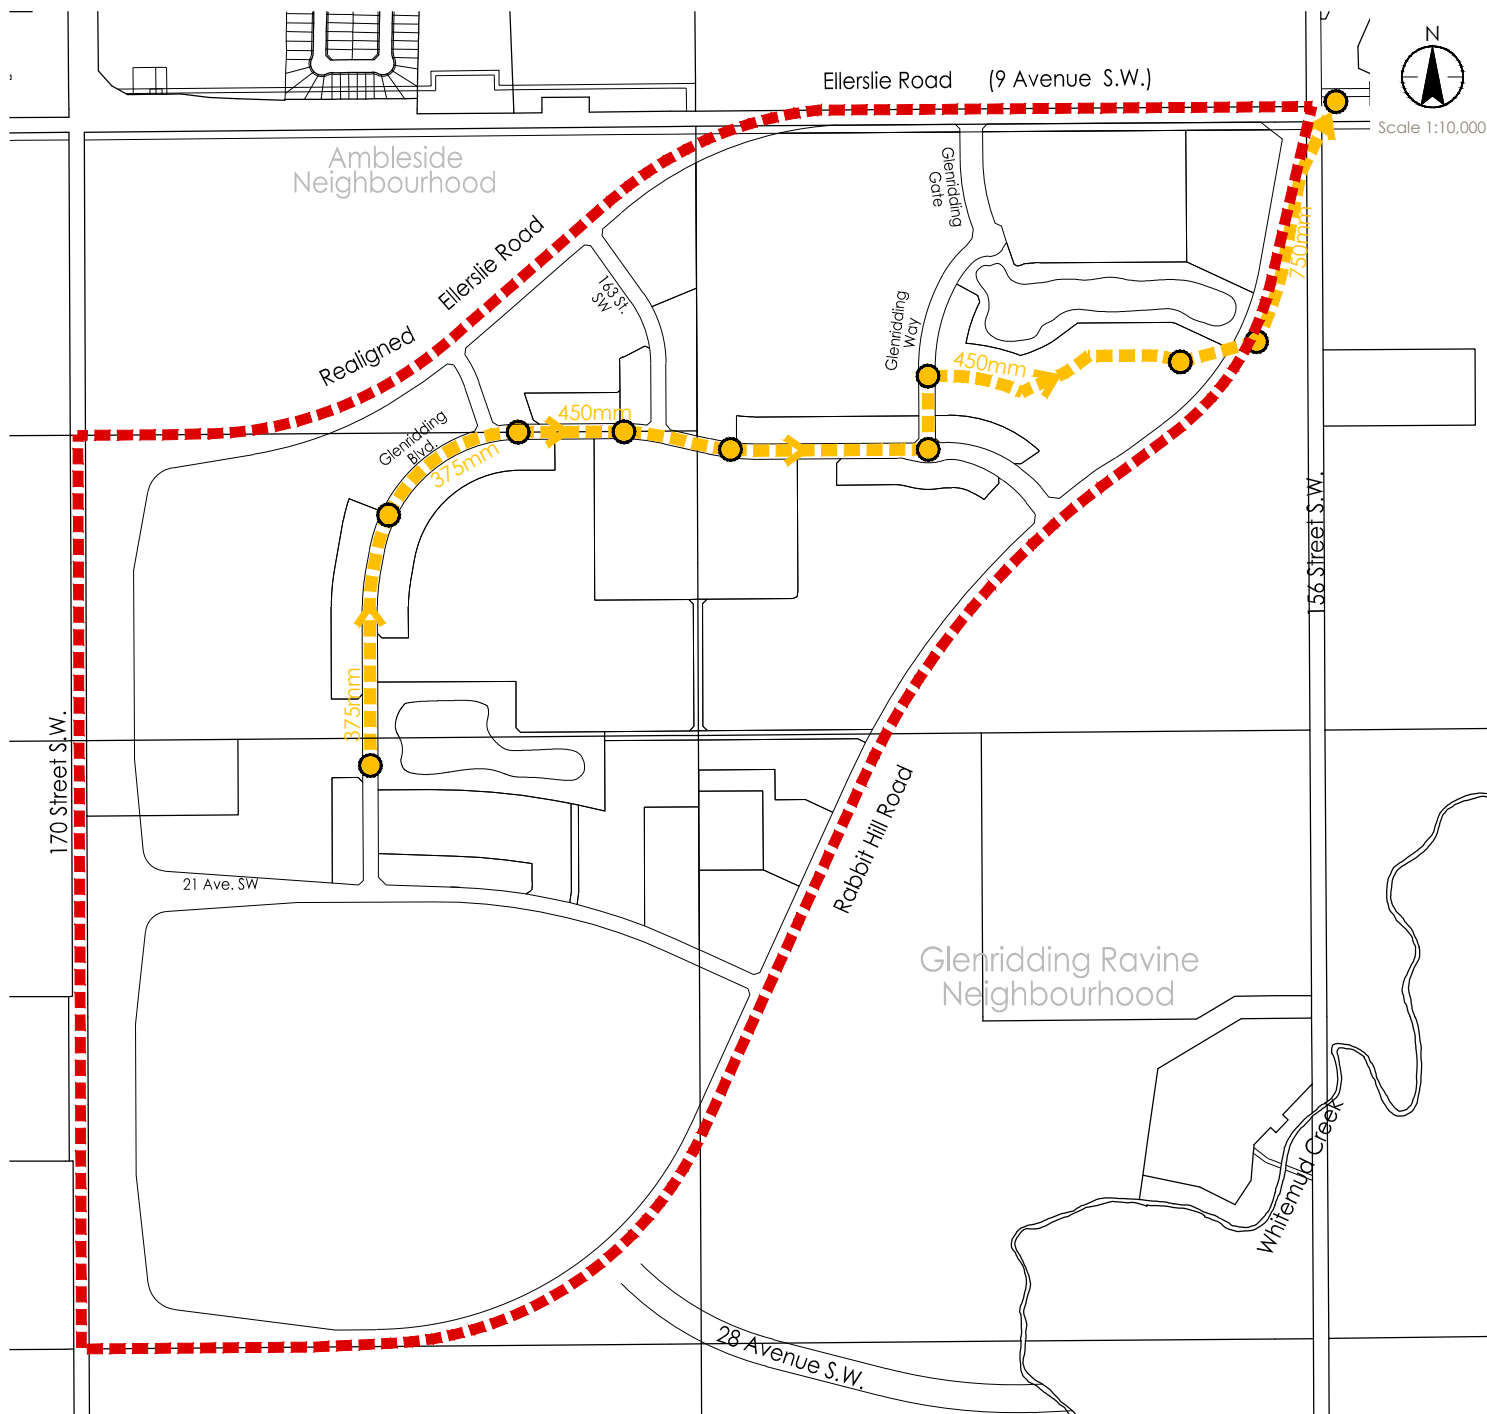 N
Ellerslie Road (9 Avenue S.W.)
Scale 1:10,000
Ambleside
Neighbourhood
Glenridding
Gate
750mm
Realigned Ellerslie Road
163 St.
SW
Glenridding
Way
450mm
450mm
Glenridding
Blvd.
375mm
156 Street S.W.
375mm
170 Street S.W.
Rabbit Hill Road
21 Ave. SW
Glenridding Ravine
Neighbourhood
Whitemud Creek
28 Avenue S.W.